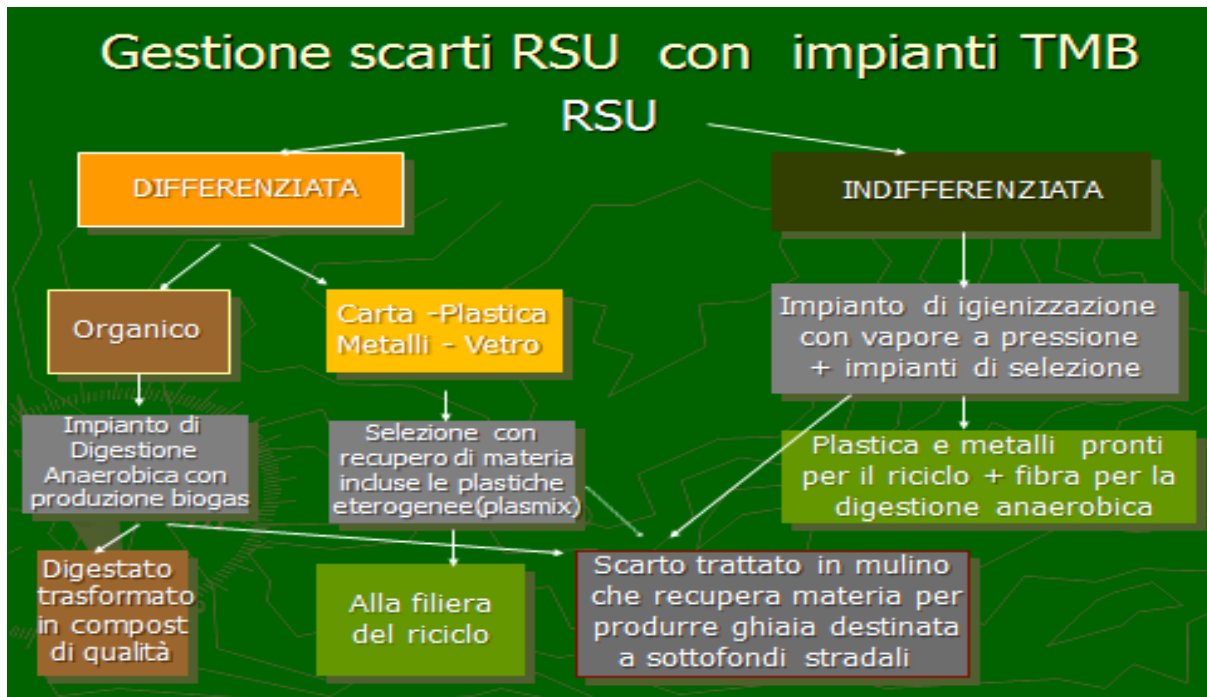 Gestione scarti RSU con impianti TMB
RSU
DIFFERENZIATA
INDIFFERENZIATA
Organico
Carta -Plastica
Metalli - Vetro
Impianto di igienizzazione
con vapore a pressione
+ impianti di selezione
Impianto di
Digestione
Anaerobica con
produzione biogas
Selezione con
recupero di materia
incluse le plastiche
eterogenee(plasmix)
Plastica e metalli pronti
per il riciclo + fibra per la
digestione anaerobica
Digestato
trasformato
in compost
di qualità
Alla filiera
del riciclo
Scarto trattato in mulino
che recupera materia per
produrre ghiaia destinata
a sottofondi stradali